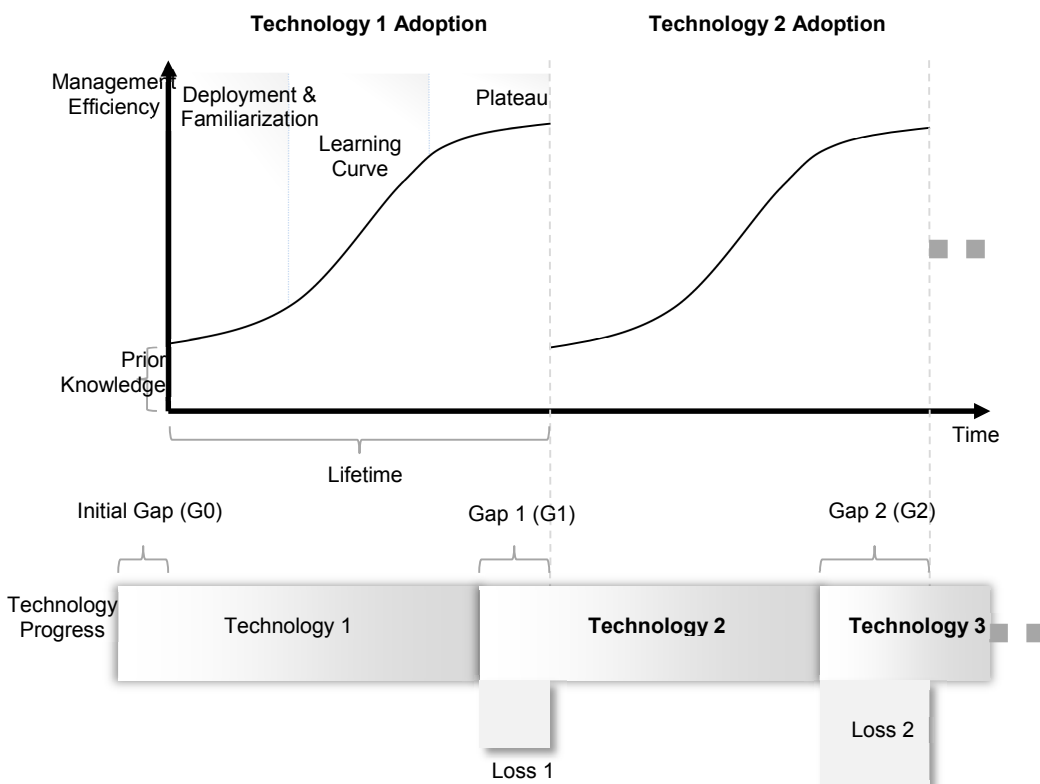 Technology 1 Adoption
Technology 2 Adoption
Management
Efficiency
Deployment &
Familiarization
Learning
Curve
Plateau
Prior
Knowledge
Time
Lifetime
Initial Gap (G0)
Gap 1 (G1)
Gap 2 (G2)
Technology
Progress
Technology 1
Technology 2
Technology 3
Loss 1
Loss 2